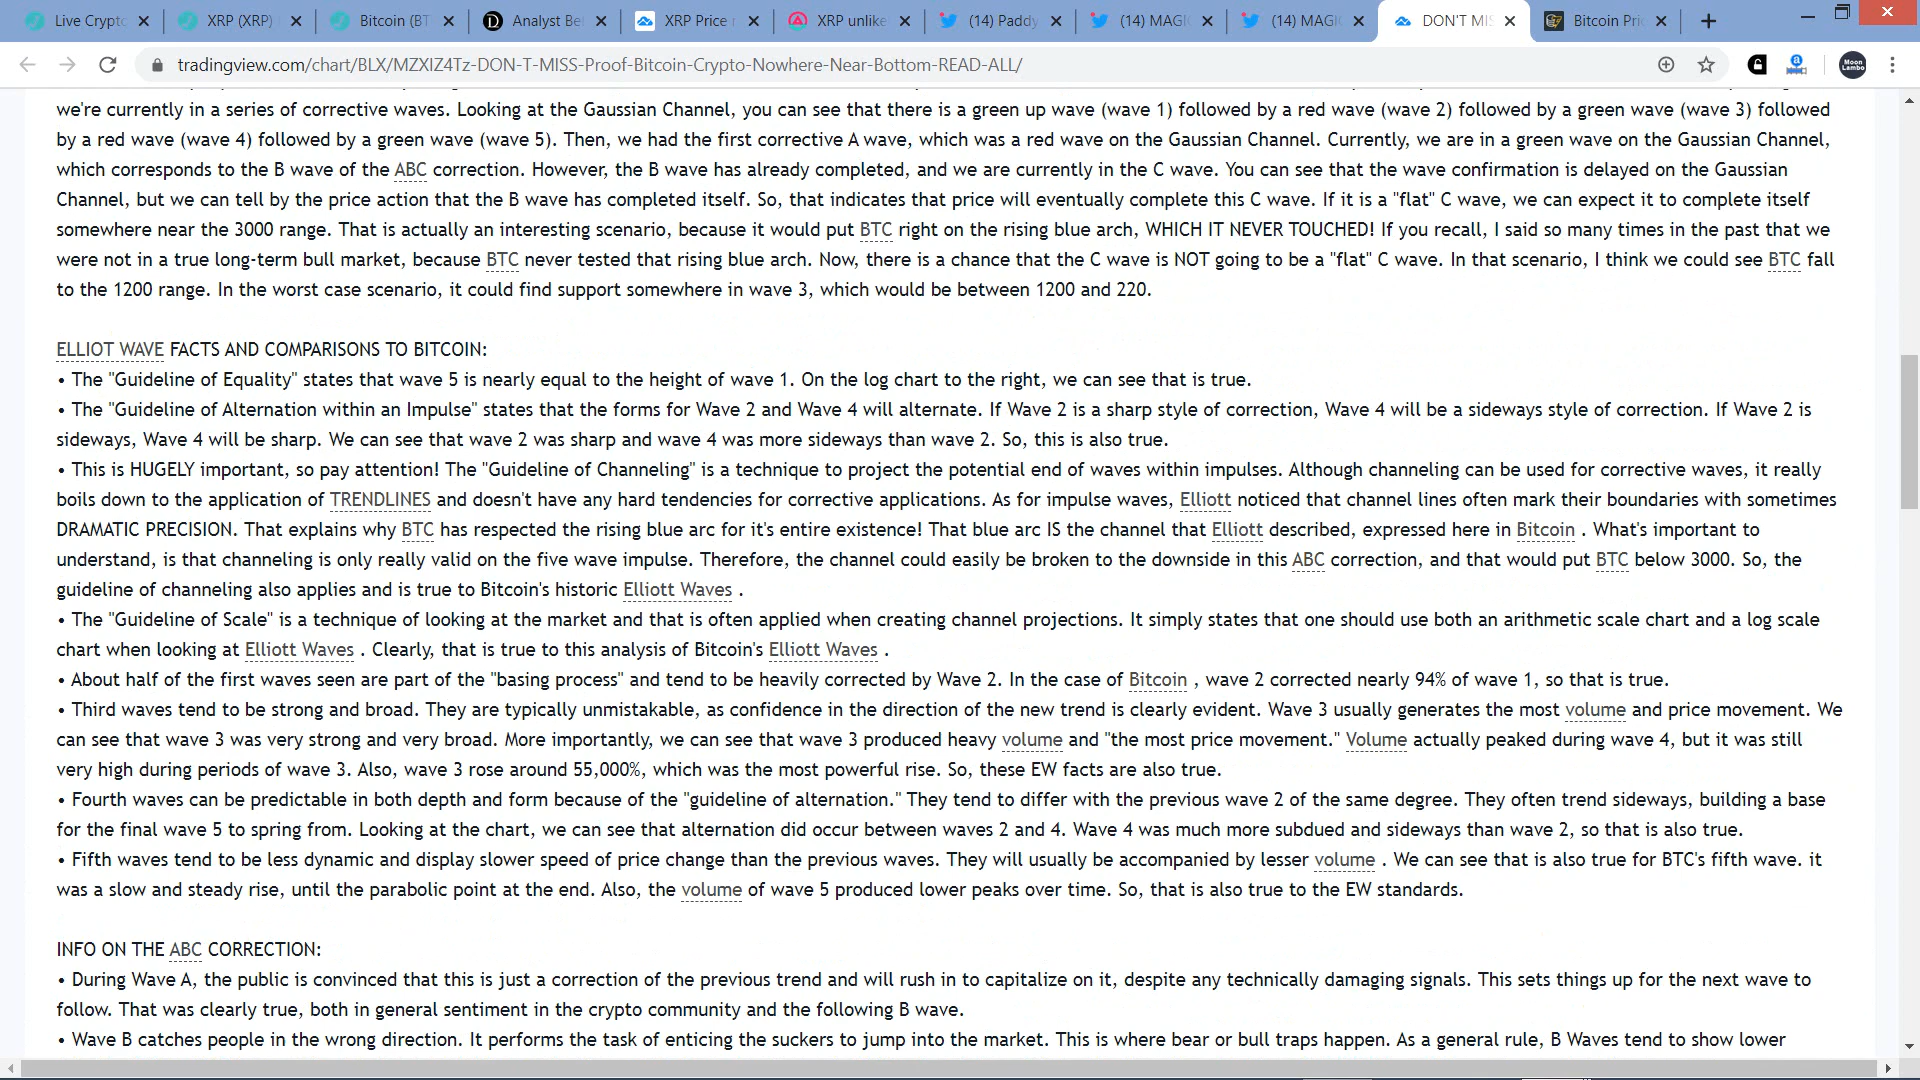 Live Crypto
XRP (XRP)
Bitcoin (BT
Analyst Be
XRP Price
XRP unlike
(14) Paddy
(14) MAGI
(14) MAGI
DON'T MIS
Bitcoin Pric
tradingview.com/chart/BLX/MZXIZ4Tz-DON-T-MISS-Proof-Bitcoin-Crypto-Nowhere-Near-Bottom-READ-ALL/
Moon
Lambo
we're currently in a series of corrective waves. Looking at the Gaussian Channel, you can see that there is a green up wave (wave 1) followed by a red wave (wave 2) followed by a green wave (wave 3) followed
by a red wave (wave 4) followed by a green wave (wave 5). Then, we had the first corrective A wave, which was a red wave on the Gaussian Channel. Currently, we are in a green wave on the Gaussian Channel,
which corresponds to the B wave of the ABC correction. However, the B wave has already completed, and we are currently in the C wave. You can see that the wave confirmation is delayed on the Gaussian
Channel, but we can tell by the price action that the B wave has completed itself. So, that indicates that price will eventually complete this C wave. If it is a "flat" C wave, we can expect it to complete itself
somewhere near the 3000 range. That is actually an interesting scenario, because it would put BTC right on the rising blue arch, WHICH IT NEVER TOUCHED! If you recall, I said so many times in the past that we
were not in a true long-term bull market, because BTC never tested that rising blue arch. Now, there is a chance that the C wave is NOT going to be a "flat" C wave. In that scenario, I think we could see BTC fall
to the 1200 range. In the worst case scenario, it could find support somewhere in wave 3, which would be between 1200 and 220.
ELLIOT WAVE FACTS AND COMPARISONS TO BITCOIN:
• The "Guideline of Equality" states that wave 5 is nearly equal to the height of wave 1. On the log chart to the right, we can see that is true.
• The "Guideline of Alternation within an Impulse" states that the forms for Wave 2 and Wave 4 will alternate. If Wave 2 is a sharp style of correction, Wave 4 will be a sideways style of correction. If Wave 2 is
sideways, Wave 4 will be sharp. We can see that wave 2 was sharp and wave 4 was more sideways than wave 2. So, this is also true.
• This is HUGELY important, so pay attention! The "Guideline of Channeling" is a technique to project the potential end of waves within impulses. Although channeling can be used for corrective waves, it really
boils down to the application of TRENDLINES and doesn't have any hard tendencies for corrective applications. As for impulse waves, Elliott noticed that channel lines often mark their boundaries with sometimes
DRAMATIC PRECISION. That explains why BTC has respected the rising blue arc for it's entire existence! That blue arc IS the channel that Elliott described, expressed here in Bitcoin . What's important to
understand, is that channeling is only really valid on the five wave impulse. Therefore, the channel could easily be broken to the downside in this ABC correction, and that would put BTC below 3000. So, the
guideline of channeling also applies and is true to Bitcoin's historic Elliott Waves .
• The "Guideline of Scale" is a technique of looking at the market and that is often applied when creating channel projections. It simply states that one should use both an arithmetic scale chart and a log scale
chart when looking at Elliott Waves . Clearly, that is true to this analysis of Bitcoin's Elliott Waves .
• About half of the first waves seen are part of the "basing process" and tend to be heavily corrected by Wave 2. In the case of Bitcoin , wave 2 corrected nearly 94% of wave 1, so that is true.
• Third waves tend to be strong and broad. They are typically unmistakable, as confidence in the direction of the new trend is clearly evident. Wave 3 usually generates the most volume and price movement. We
can see that wave 3 was very strong and very broad. More importantly, we can see that wave 3 produced heavy volume and "the most price movement." Volume actually peaked during wave 4, but it was still
very high during periods of wave 3. Also, wave 3 rose around 55,000%, which was the most powerful rise. So, these EW facts are also true.
• Fourth waves can be predictable in both depth and form because of the "guideline of alternation." They tend to differ with the previous wave 2 of the same degree. They often trend sideways, building a base
for the final wave 5 to spring from. Looking at the chart, we can see that alternation did occur between waves 2 and 4. Wave 4 was much more subdued and sideways than wave 2, so that is also true.
• Fifth waves tend to be less dynamic and display slower speed of price change than the previous waves. They will usually be accompanied by lesser volume . We can see that is also true for BTC's fifth wave. it
was a slow and steady rise, until the parabolic point at the end. Also, the volume of wave 5 produced lower peaks over time. So, that is also true to the EW standards.
INFO ON THE ABC CORRECTION:
• During Wave A, the public is convinced that this is just a correction of the previous trend and will rush in to capitalize on it, despite any technically damaging signals. This sets things up for the next wave to
follow. That was clearly true, both in general sentiment in the crypto community and the following B wave.
• Wave B catches people in the wrong direction. It performs the task of enticing the suckers to jump into the market. This is where bear or bull traps happen. As a general rule, B Waves tend to show lower